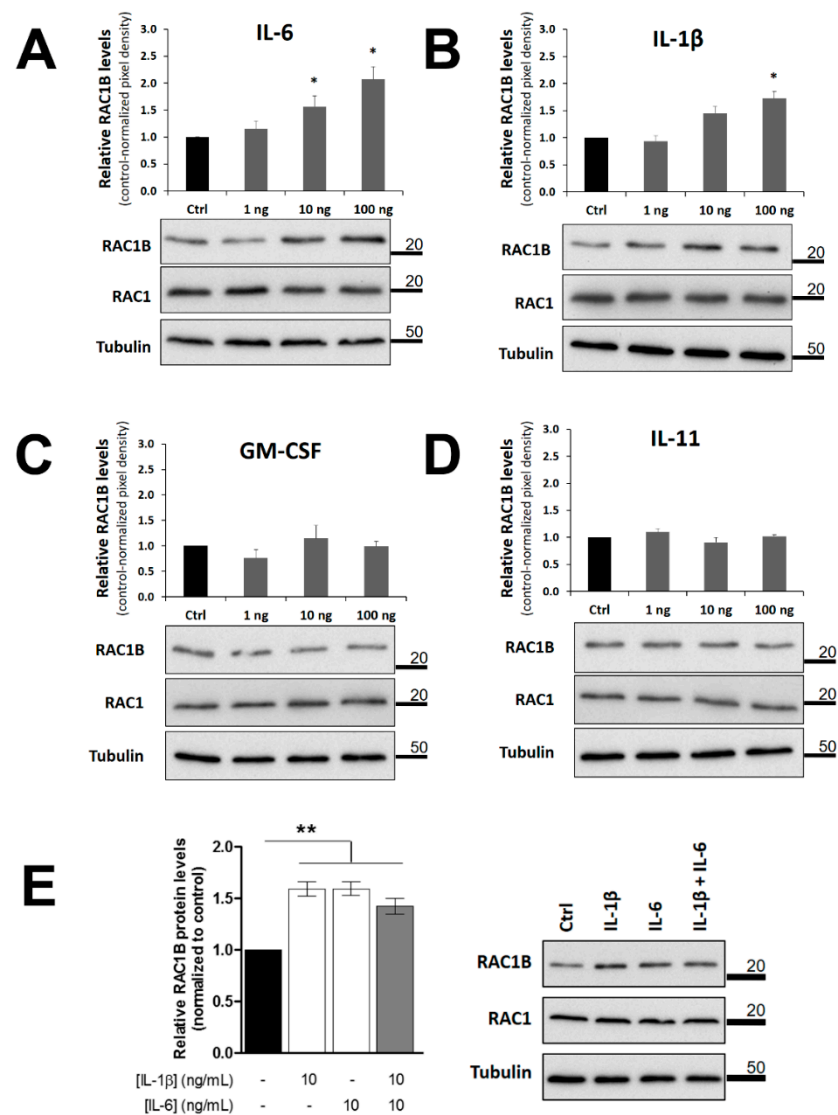 A
IL-6
Relative RAC1B levels
(control-normalized pixel density)
3.0
2.5
2.0
1.5
1.0
0.5
0.0
*
*
Ctrl 1 ng 10 ng 100 ng
RAC1B
20
RAC1
20
Tubulin
50
B
IL-1β
Relative RAC1B levels
(control-normalized pixel density)
3.0
2.5
2.0
1.5
1.0
0.5
0.0
*
Ctrl 1 ng 10 ng 100 ng
RAC1B
20
RAC1
20
Tubulin
50
C
GM-CSF
Relative RAC1B levels
(control-normalized pixel density)
3.0
2.5
2.0
1.5
1.0
0.5
0.0
Ctrl 1 ng 10 ng 100 ng
RAC1B
20
RAC1
20
Tubulin
50
D
IL-11
Relative RAC1B levels
(control-normalized pixel density)
3.0
2.5
2.0
1.5
1.0
0.5
0.0
Ctrl 1 ng 10 ng 100 ng
RAC1B
20
RAC1
20
Tubulin
50
E
Relative RAC1B protein levels
(normalized to control)
2.0
1.5
1.0
0.5
0.0
**
[IL-1β] (ng/mL) - 10 - 10
[IL-6] (ng/mL) - - 10 10
Ctrl
IL-1β
IL-6
IL-1β + IL-6
RAC1B
20
RAC1
20
Tubulin
50